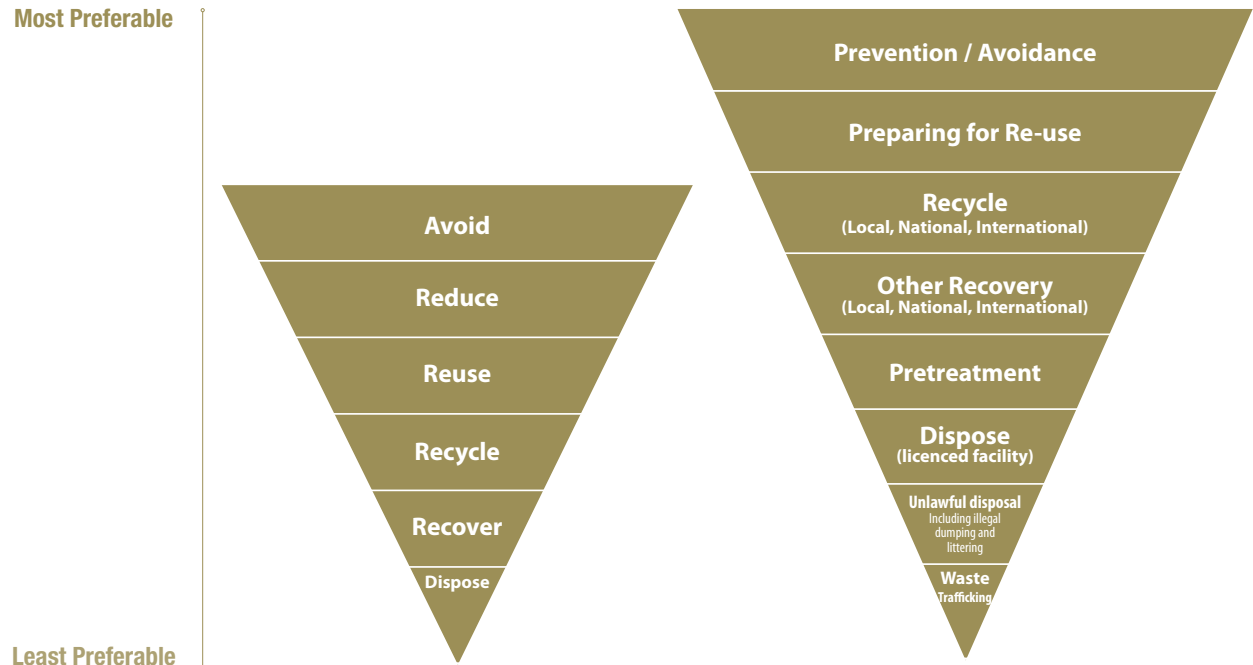 Most Preferable
Avoid
Reduce
Reuse
Recycle
Recover
Dispose
Prevention / Avoidance
Preparing for Re-use
Recycle
(Local, National, International)
Other Recovery
(Local, National, International)
Pretreatment
Dispose
(licenced facility)
Unlawful disposal
Including illegal
dumping and
littering
Waste
Trafficking
Least Preferable